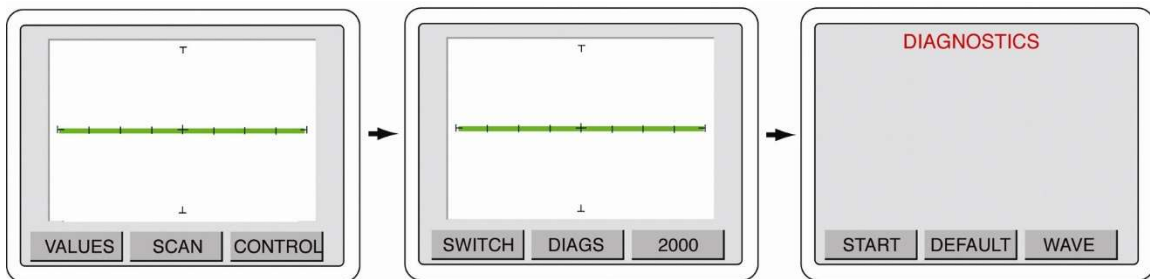 VALUES SCAN CONTROL
SWITCH DIAGS 2000
DIAGNOSTICS
START DEFAULT WAVE